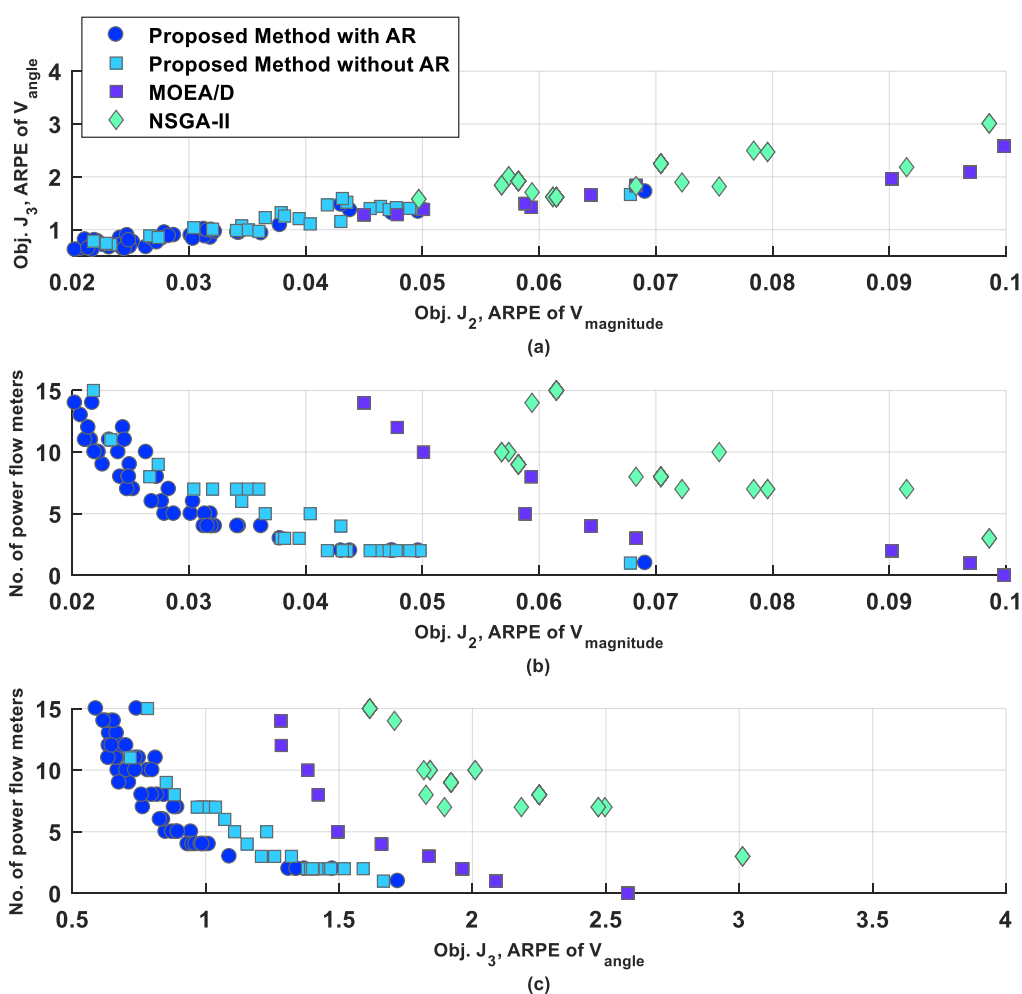 Proposed Method with AR
Proposed Method without AR
MOEA/D
NSGA-II
Obj. J3, ARPE of Vangle
4
3
2
1
0.02 0.03 0.04 0.05 0.06 0.07 0.08 0.09 0.1
Obj. J2, ARPE of Vmagnitude
(a)
No. of power flow meters
15
10
5
0
0.02 0.03 0.04 0.05 0.06 0.07 0.08 0.09 0.1
Obj. J2, ARPE of Vmagnitude
(b)
No. of power flow meters
15
10
5
0
0.5 1 1.5 2 2.5 3 3.5 4
Obj. J3, ARPE of Vangle
(c)